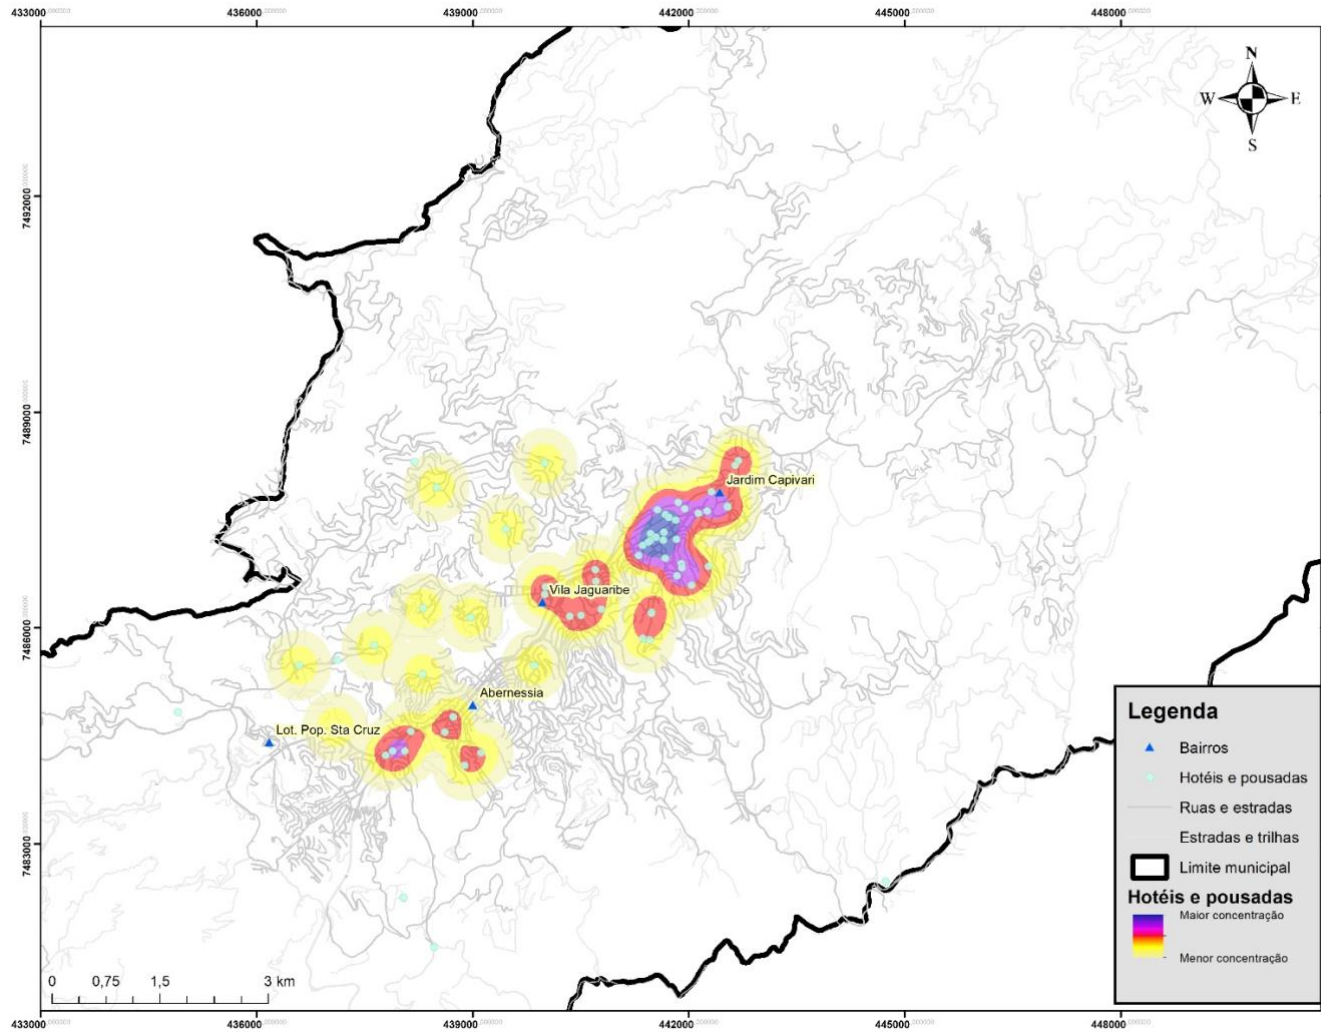 433000 436000 439000 442000 445000 448000
N
W E
S
7492000
7489000
Jardim Capivari
Vila Jaguaribe
7486000
Abernessia
Lot. Pop. Sta Cruz
Legenda
Bairros
Hotéis e pousadas
Ruas e estradas
Estradas e trilhas
Limite municipal
Hotéis e pousadas
Maior concentração
Menor concentração
7483000
0 0,75 1,5 3 km
433000 436000 439000 442000 445000 448000